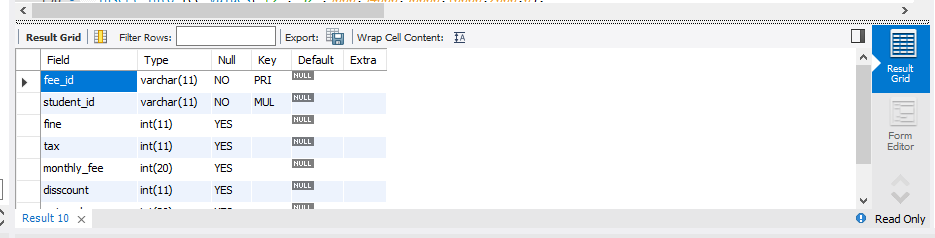 Result Grid Filter Rows: Export: Wrap Cell Content: IA
Field Type Null Key Default Extra
fee_id varchar(11) NO PRI NULL
student_id varchar(11) NO MUL NULL
fine int(11) YES NULL
tax int(11) YES NULL
monthly_fee int(20) YES NULL
disscount int(11) YES NULL
NULL
Result Grid
Form Editor
Result 10 ×
Read Only